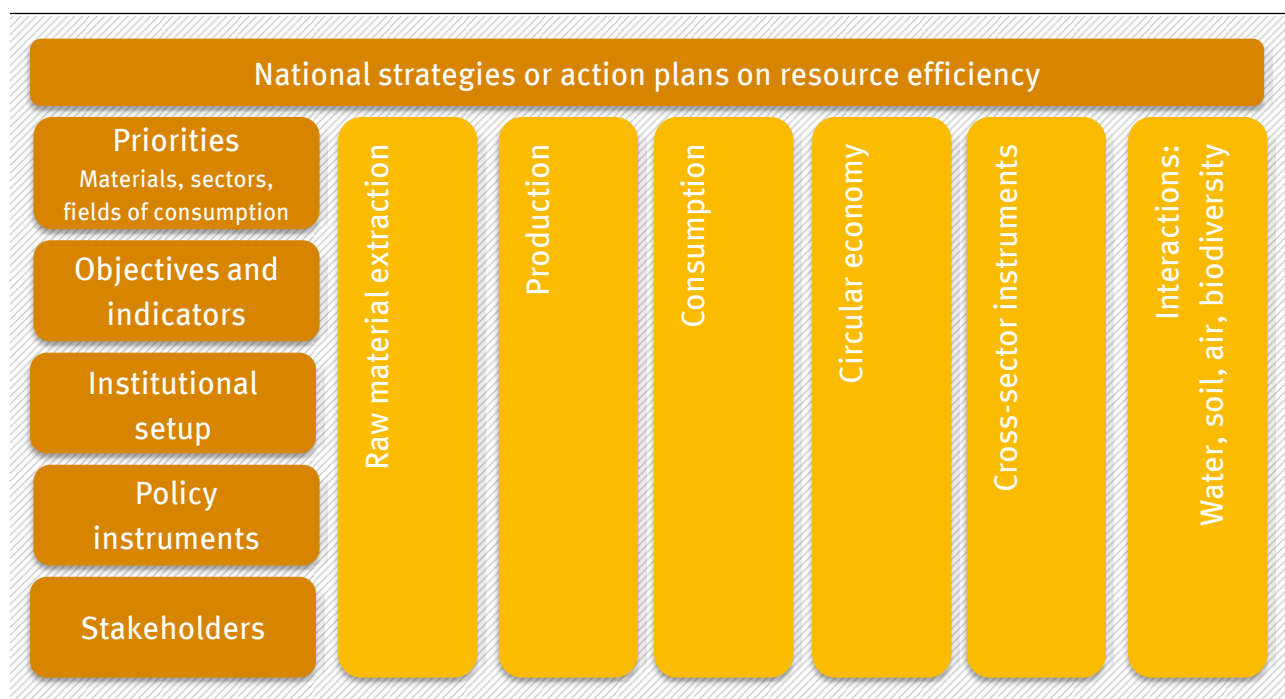 National strategies or action plans on resource efficiency
Priorities
Materials, sectors,
fields of consumption
Objectives and
indicators
Institutional
setup
Policy
instruments
Stakeholders
Raw material extraction
Production
Consumption
Circular economy
Cross-sector instruments
Interactions:
Water, soil, air, biodiversity